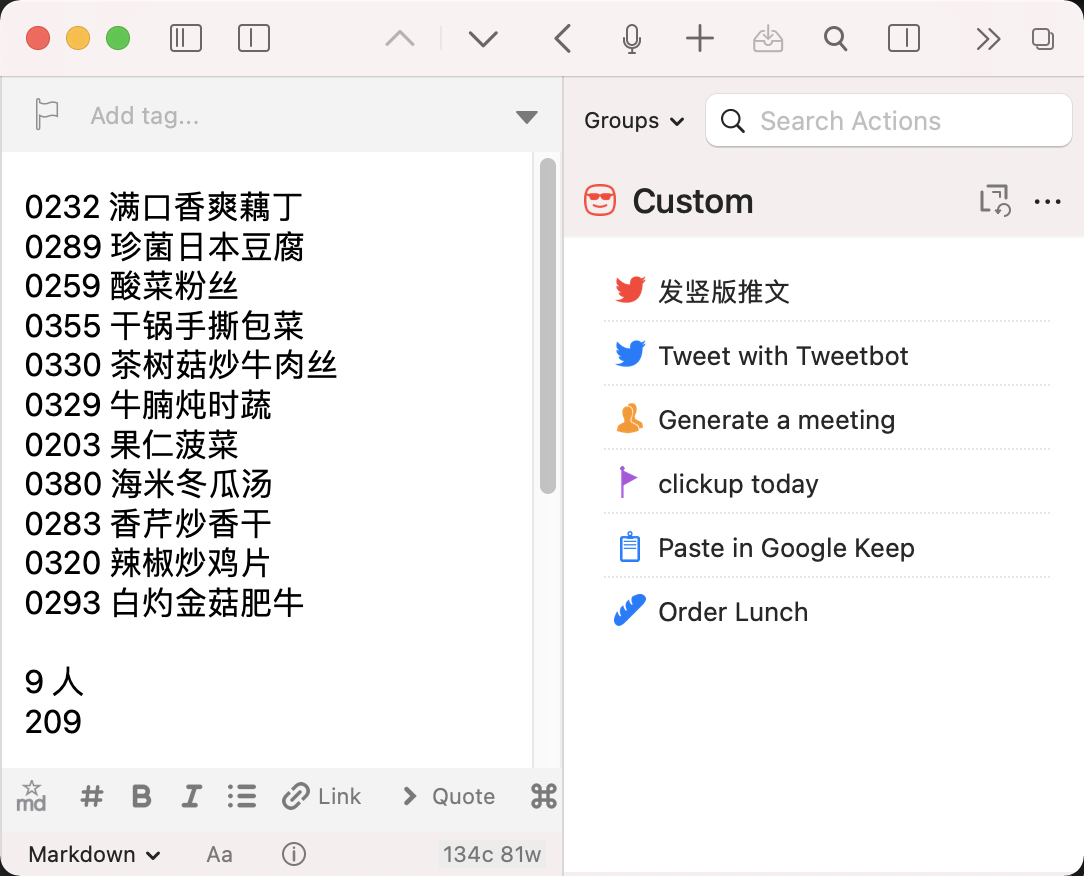 Add tag...
0232 满口香爽藕丁
0289 珍菌日本豆腐
0259 酸菜粉丝
0355 干锅手撕包菜
0330 茶树菇炒牛肉丝
0329 牛腩炖时蔬
0203 果仁菠菜
0380 海米冬瓜汤
0283 香芹炒香干
0320 辣椒炒鸡片
0293 白灼金菇肥牛
9 人
209
md # B I Link Quote ⌘
Markdown Aa 134c 81w
Groups Search Actions
Custom
发竖版推文
Tweet with Tweetbot
Generate a meeting
clickup today
Paste in Google Keep
Order Lunch